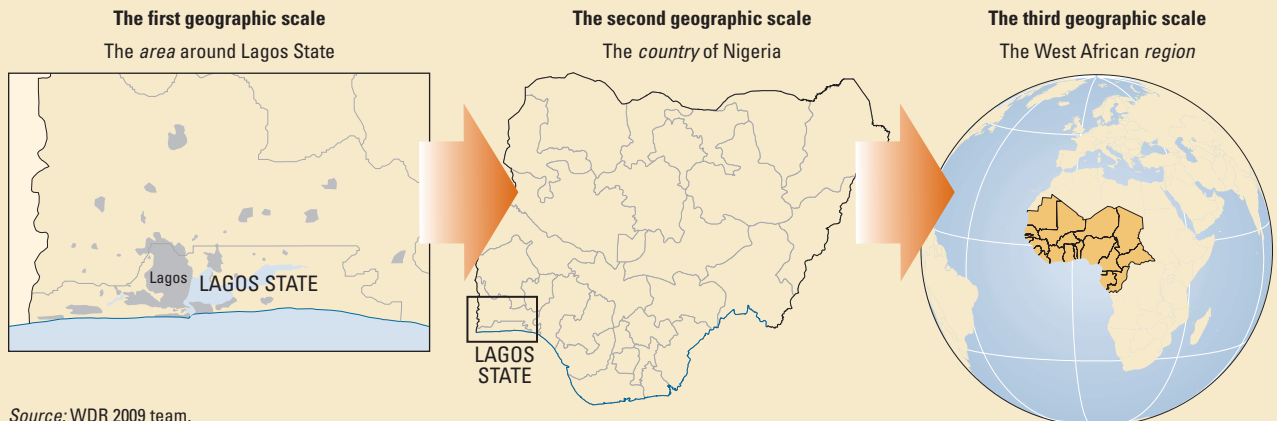 The first geographic scale
The area around Lagos State
Lagos
LAGOS STATE
The second geographic scale
The country of Nigeria
LAGOS
STATE
The third geographic scale
The West African region
Source: WDR 2009 team.